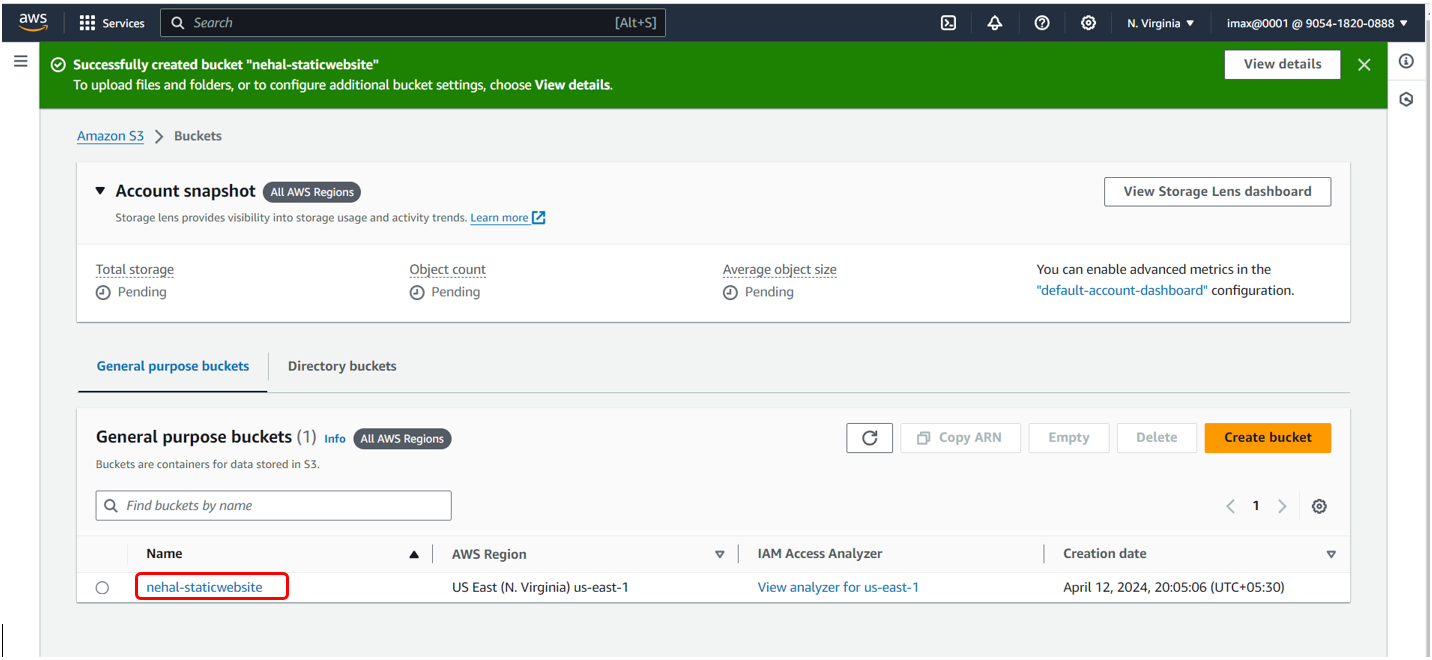 aws Services Search [Alt+S] N. Virginia imax@0001 @ 9054-1820-0888
Successfully created bucket "nehal-staticwebsite"
To upload files and folders, or to configure additional bucket settings, choose View details.
View details
Amazon S3 Buckets
Account snapshot All AWS Regions
Storage lens provides visibility into storage usage and activity trends. Learn more
View Storage Lens dashboard
Total storage
Pending
Object count
Pending
Average object size
Pending
You can enable advanced metrics in the
"default-account-dashboard" configuration.
General purpose buckets Directory buckets
General purpose buckets (1) Info All AWS Regions
Buckets are containers for data stored in S3.
Copy ARN Empty Delete Create bucket
Find buckets by name
1
Name AWS Region IAM Access Analyzer Creation date
nehal-staticwebsite US East (N. Virginia) us-east-1 View analyzer for us-east-1 April 12, 2024, 20:05:06 (UTC+05:30)